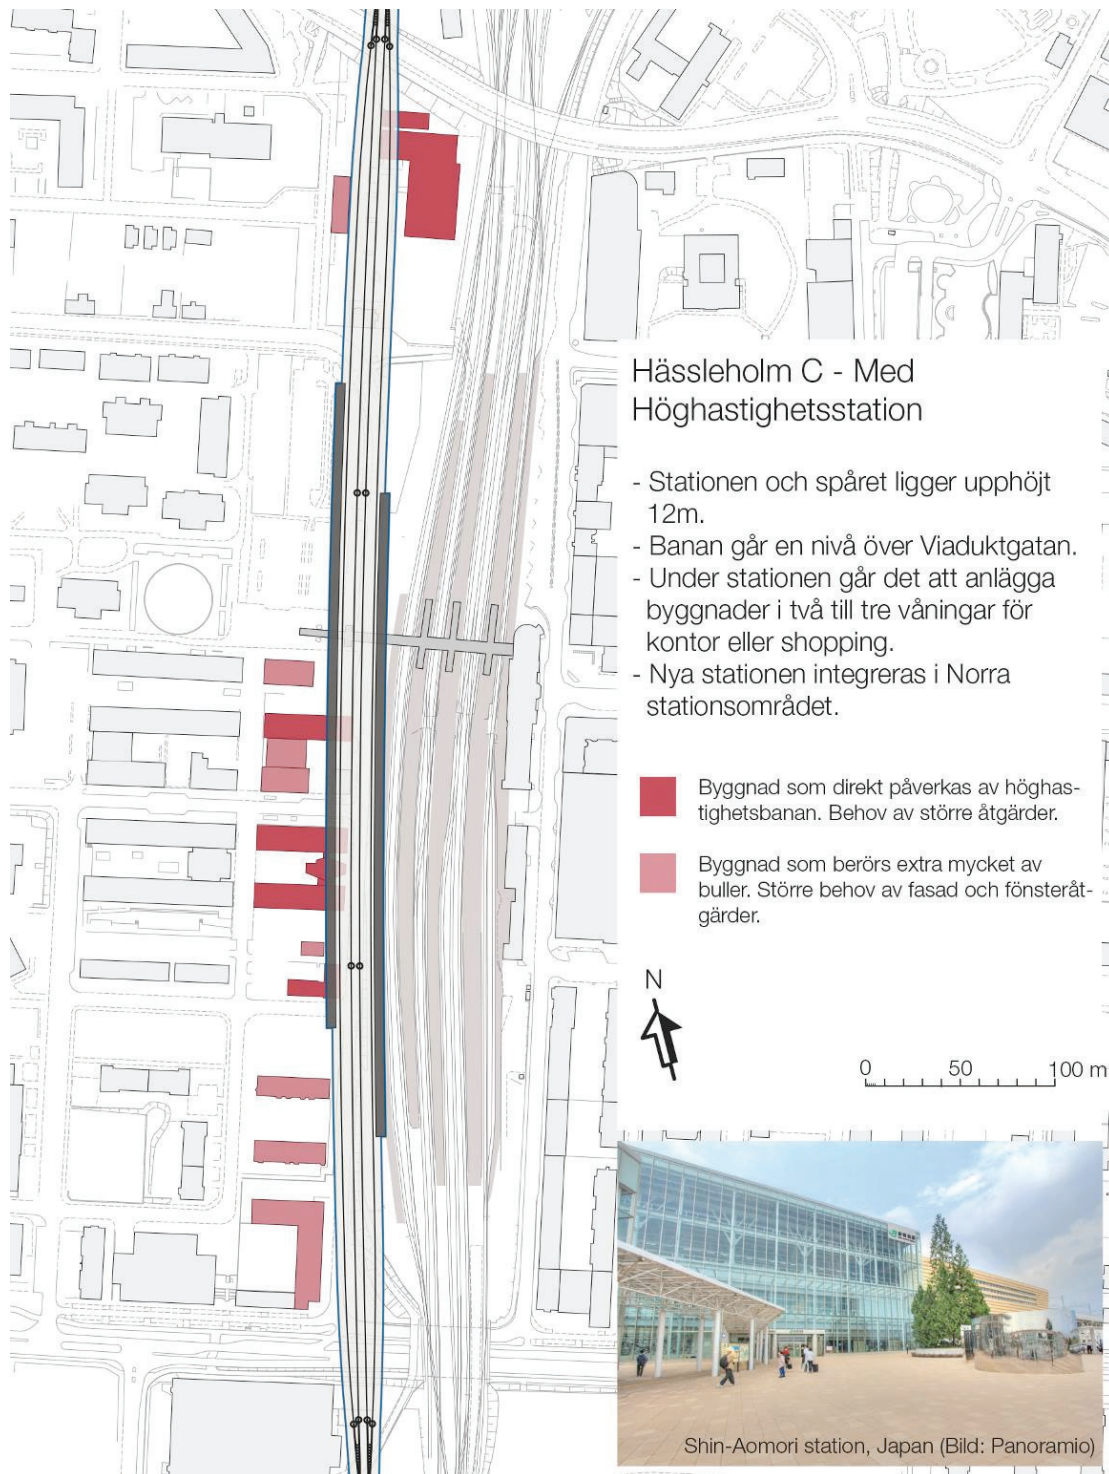 Hässleholm C - Med
Höghastighetsstation
- Stationen och spåret ligger upphöjt
12m.
- Banan går en nivå över Viaduktgatan.
- Under stationen går det att anlägga
byggnader i två till tre våningar för
kontor eller shopping.
- Nya stationen integreras i Norra
stationsområdet.
Byggnad som direkt påverkas av höghas-
tighetsbanan. Behov av större åtgärder.
Byggnad som berörs extra mycket av
buller. Större behov av fasad och fönsteråt-
gärder.
N
0 50 100 m
Shin-Aomori station, Japan (Bild: Panoramio)